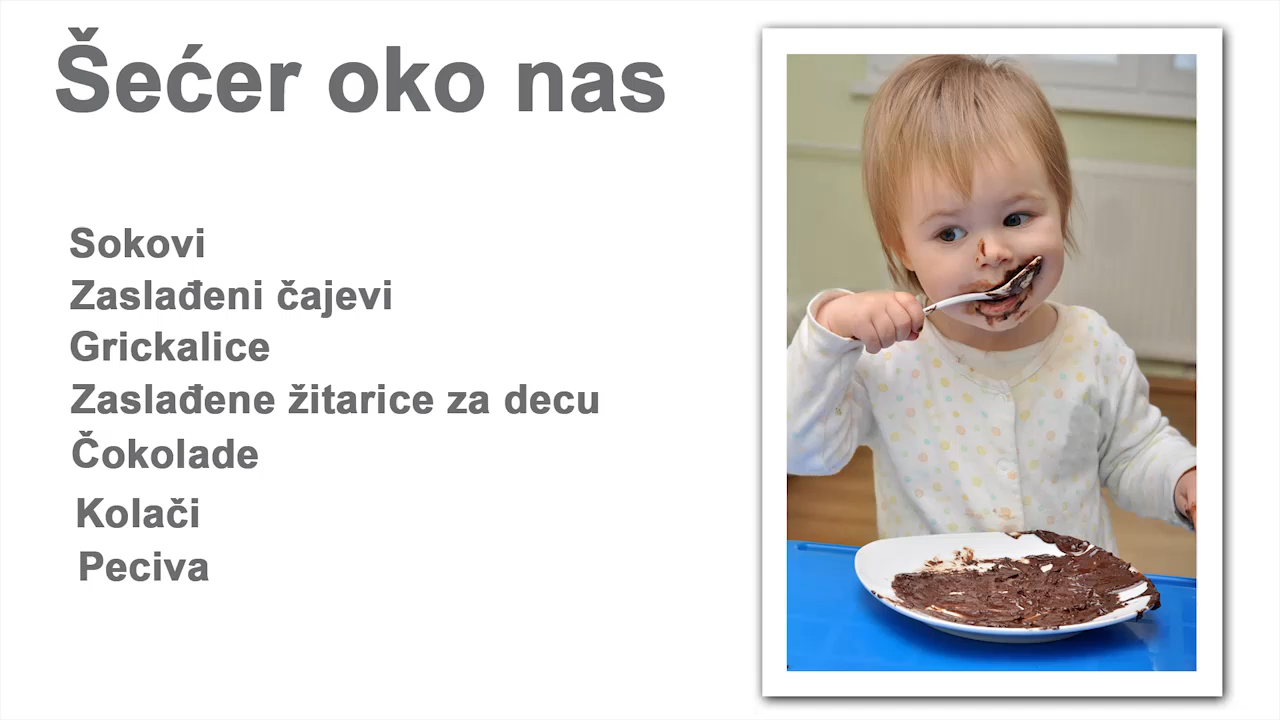 Šećer oko nas
Sokovi
Zaslađeni čajevi
Grickalice
Zaslađene žitarice za decu
Čokolade
Kolači
Peciva